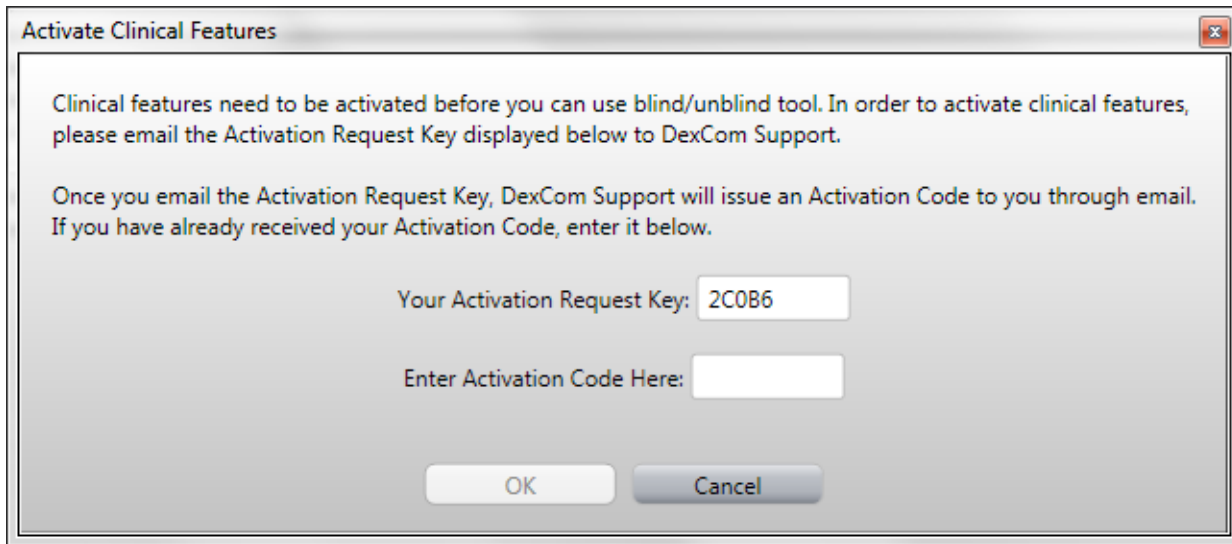 Activate Clinical Features
Clinical features need to be activated before you can use blind/unblind tool. In order to activate clinical features,
please email the Activation Request Key displayed below to DexCom Support.
Once you email the Activation Request Key, DexCom Support will issue an Activation Code to you through email.
If you have already received your Activation Code, enter it below.
Your Activation Request Key: 2C0B6
Enter Activation Code Here:
OK Cancel